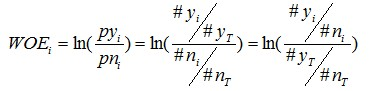 WOE_i = ln(py_i/pn_i) = ln((#y_i/#y_T)/(#n_i/#n_T)) = ln((#y_i/#n_i)/(#y_T/#n_T))